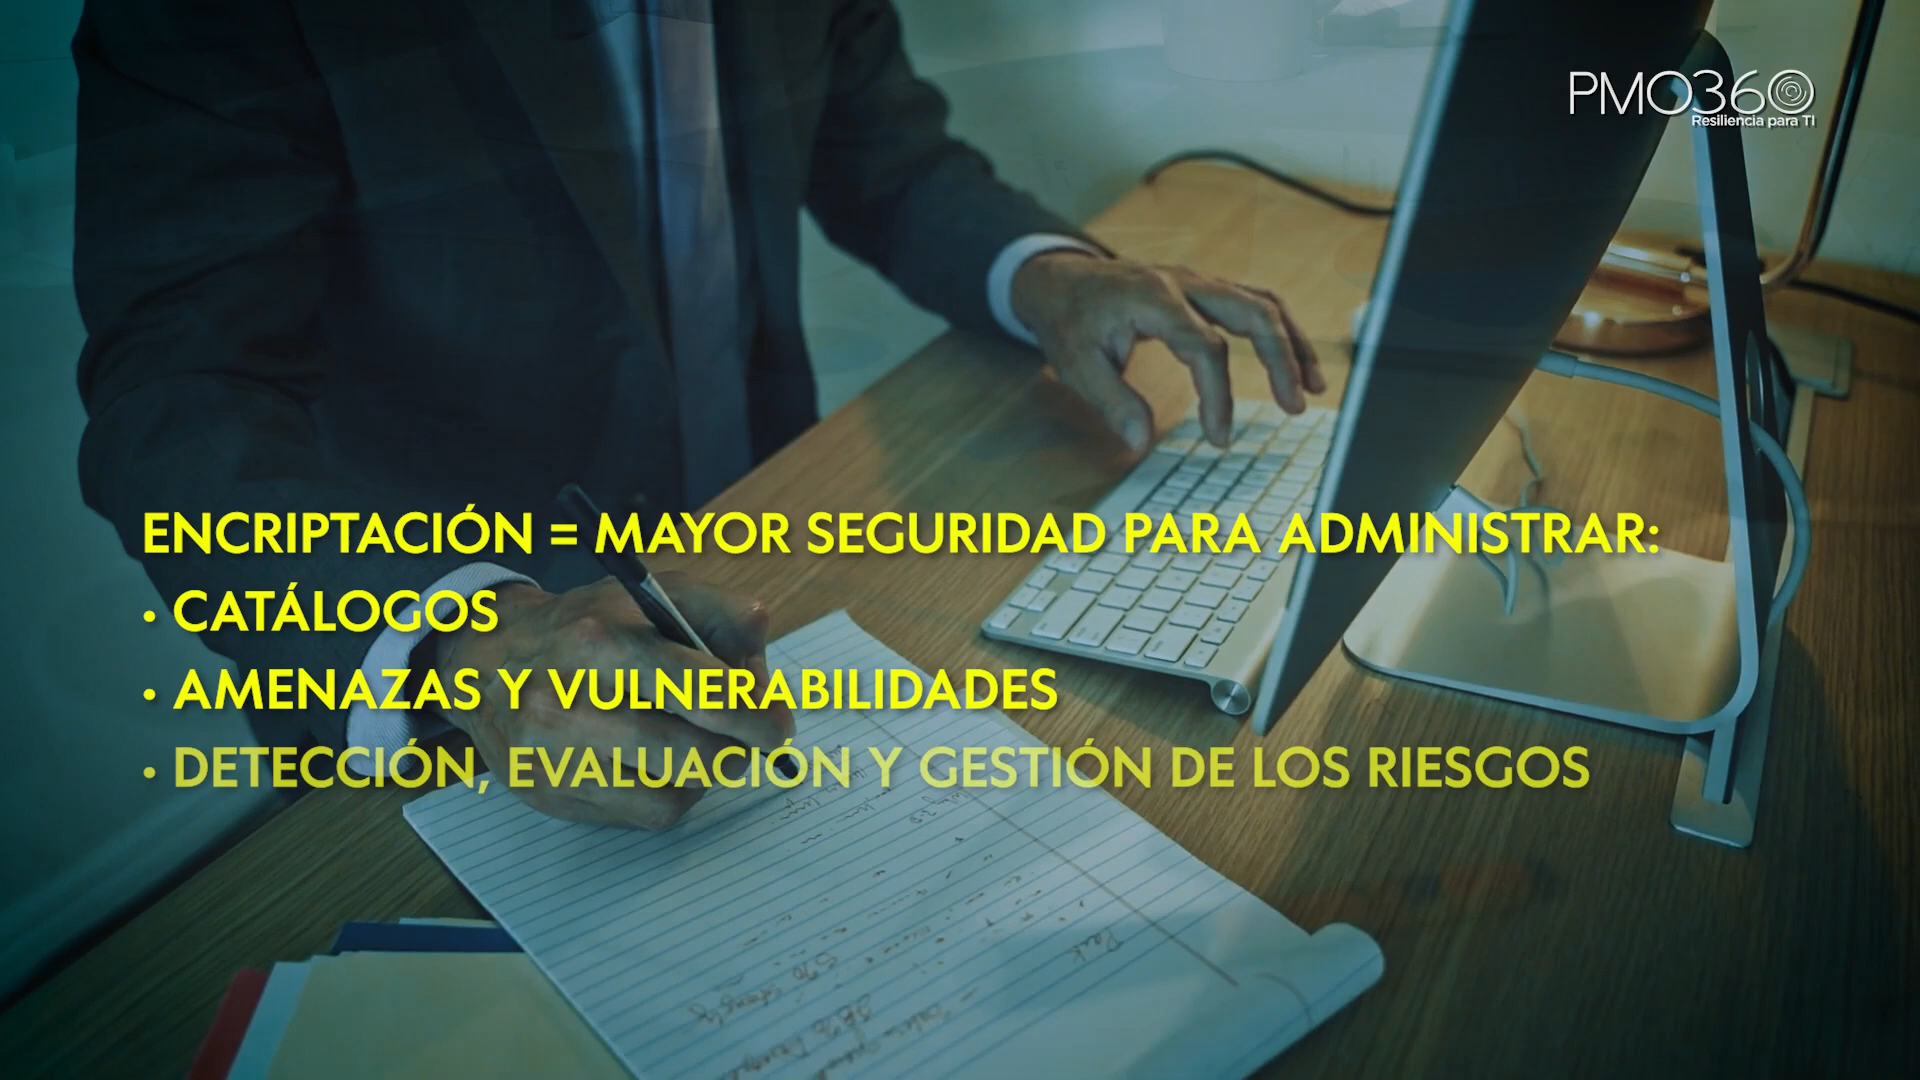 PMO360
Resiliencia para TI
ENCRIPTACIÓN = MAYOR SEGURIDAD PARA ADMINISTRAR:
• CATÁLOGOS
• AMENAZAS Y VULNERABILIDADES
• DETECCIÓN, EVALUACIÓN Y GESTIÓN DE LOS RIESGOS